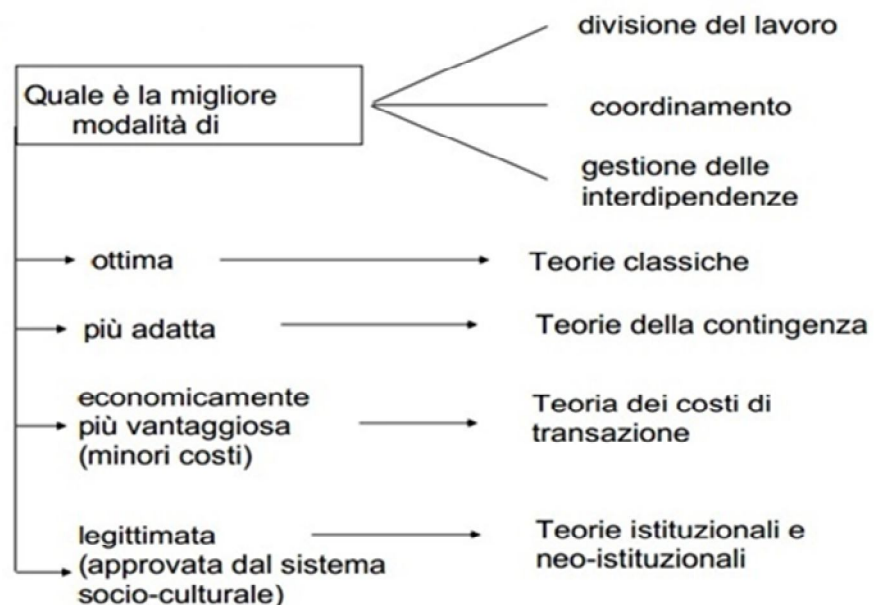 divisione del lavoro
Quale è la migliore
modalità di
coordinamento
gestione delle
interdipendenze
ottima
Teorie classiche
più adatta
Teorie della contingenza
economicamente
più vantaggiosa
(minori costi)
Teoria dei costi di
transazione
legittimata
(approvata dal sistema
socio-culturale)
Teorie istituzionali e
neo-istituzionali